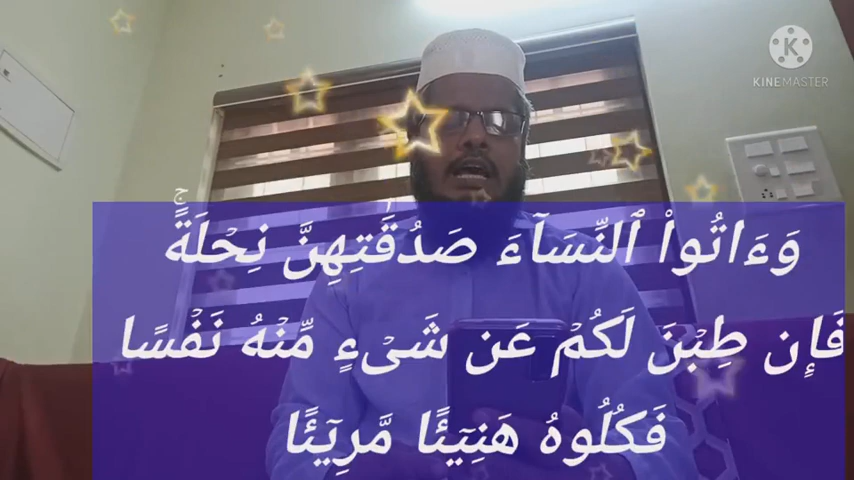 KINEMASTER
وَءَاتُوا۟ ٱلنِّسَآءَ صَدُقَٰتِهِنَّ نِحْلَةً ۚ
فَإِن طِبْنَ لَكُمْ عَن شَىْءٍ مِّنْهُ نَفْسًا
فَكُلُوهُ هَنِيٓـًٔا مَّرِيٓـًٔا